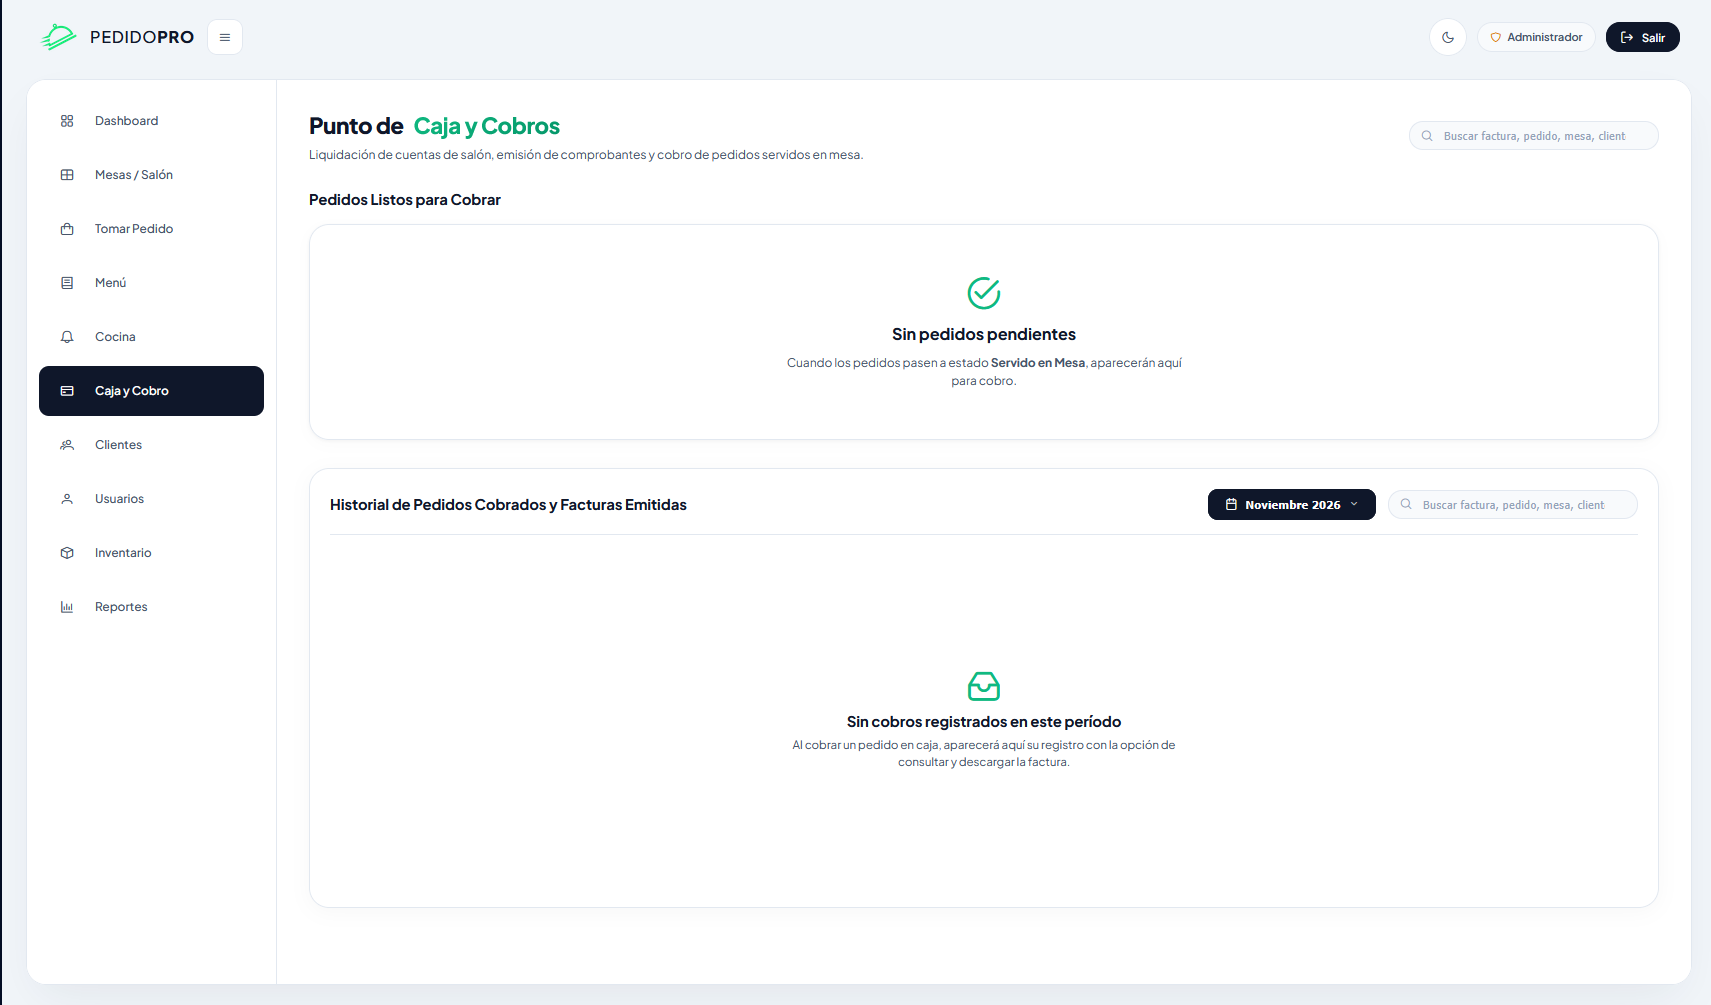 PEDIDOPRO
Administrador
Salir
Dashboard
Mesas / Salón
Tomar Pedido
Menú
Cocina
Caja y Cobro
Clientes
Usuarios
Inventario
Reportes
Punto de Caja y Cobros
Liquidación de cuentas de salón, emisión de comprobantes y cobro de pedidos servidos en mesa.
Buscar factura, pedido, mesa, client
Pedidos Listos para Cobrar
Sin pedidos pendientes
Cuando los pedidos pasen a estado Servido en Mesa, aparecerán aquí
para cobro.
Historial de Pedidos Cobrados y Facturas Emitidas
Noviembre 2026
Buscar factura, pedido, mesa, client
Sin cobros registrados en este período
Al cobrar un pedido en caja, aparecerá aquí su registro con la opción de
consultar y descargar la factura.